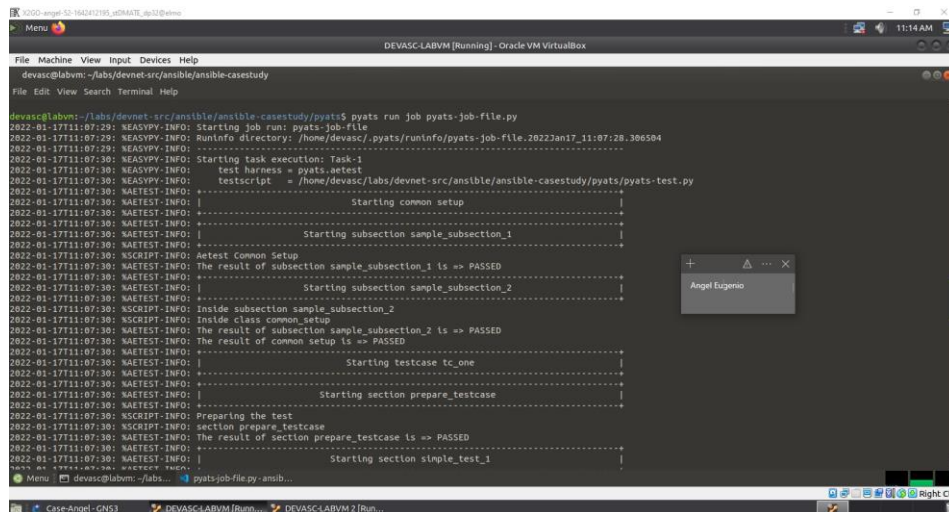 X2GO-angel-52-1642412195_stDMATE_dp32@elmo
Menu
11:14 AM
DEVASC-LABVM [Running] - Oracle VM VirtualBox
File Machine View Input Devices Help
devasc@labvm: ~/labs/devnet-src/ansible/ansible-casestudy
File Edit View Search Terminal Help
devasc@labvm:~/labs/devnet-src/ansible/ansible-casestudy/pyats$ pyats run job pyats-job-file.py
2022-01-17T11:07:29: %EASYPY-INFO: Starting job run: pyats-job-file
2022-01-17T11:07:29: %EASYPY-INFO: Runinfo directory: /home/devasc/.pyats/runinfo/pyats-job-file.2022Jan17_11:07:28.306504
2022-01-17T11:07:29: %EASYPY-INFO: --------------------------------------------------------------------------------
2022-01-17T11:07:30: %EASYPY-INFO: Starting task execution: Task-1
2022-01-17T11:07:30: %EASYPY-INFO: test harness = pyats.aetest
2022-01-17T11:07:30: %EASYPY-INFO: testscript = /home/devasc/labs/devnet-src/ansible/ansible-casestudy/pyats/pyats-test.py
2022-01-17T11:07:30: %AETEST-INFO: +------------------------------------------------------------------------------+
2022-01-17T11:07:30: %AETEST-INFO: | Starting common setup |
2022-01-17T11:07:30: %AETEST-INFO: +------------------------------------------------------------------------------+
2022-01-17T11:07:30: %AETEST-INFO: +------------------------------------------------------------------------------+
2022-01-17T11:07:30: %AETEST-INFO: | Starting subsection sample_subsection_1 |
2022-01-17T11:07:30: %AETEST-INFO: +------------------------------------------------------------------------------+
2022-01-17T11:07:30: %SCRIPT-INFO: Aetest Common Setup
2022-01-17T11:07:30: %AETEST-INFO: The result of subsection sample_subsection_1 is => PASSED
2022-01-17T11:07:30: %AETEST-INFO: +------------------------------------------------------------------------------+
2022-01-17T11:07:30: %AETEST-INFO: | Starting subsection sample_subsection_2 |
2022-01-17T11:07:30: %AETEST-INFO: +------------------------------------------------------------------------------+
2022-01-17T11:07:30: %SCRIPT-INFO: Inside subsection sample_subsection_2
2022-01-17T11:07:30: %SCRIPT-INFO: Inside class common_setup
2022-01-17T11:07:30: %AETEST-INFO: The result of subsection sample_subsection_2 is => PASSED
2022-01-17T11:07:30: %AETEST-INFO: The result of common setup is => PASSED
2022-01-17T11:07:30: %AETEST-INFO: +------------------------------------------------------------------------------+
2022-01-17T11:07:30: %AETEST-INFO: | Starting testcase tc_one |
2022-01-17T11:07:30: %AETEST-INFO: +------------------------------------------------------------------------------+
2022-01-17T11:07:30: %AETEST-INFO: +------------------------------------------------------------------------------+
2022-01-17T11:07:30: %AETEST-INFO: | Starting section prepare_testcase |
2022-01-17T11:07:30: %AETEST-INFO: +------------------------------------------------------------------------------+
2022-01-17T11:07:30: %SCRIPT-INFO: Preparing the test
2022-01-17T11:07:30: %SCRIPT-INFO: section prepare_testcase
2022-01-17T11:07:30: %AETEST-INFO: The result of section prepare_testcase is => PASSED
2022-01-17T11:07:30: %AETEST-INFO: +------------------------------------------------------------------------------+
2022-01-17T11:07:30: %AETEST-INFO: | Starting section simple_test_1 |
Angel Eugenio
Menu devasc@labvm: ~/labs... pyats-job-file.py - ansib...
Right C
Case-Angel - GNS3 DEVASC-LABVM [Runn... DEVASC-LABVM 2 [Run...